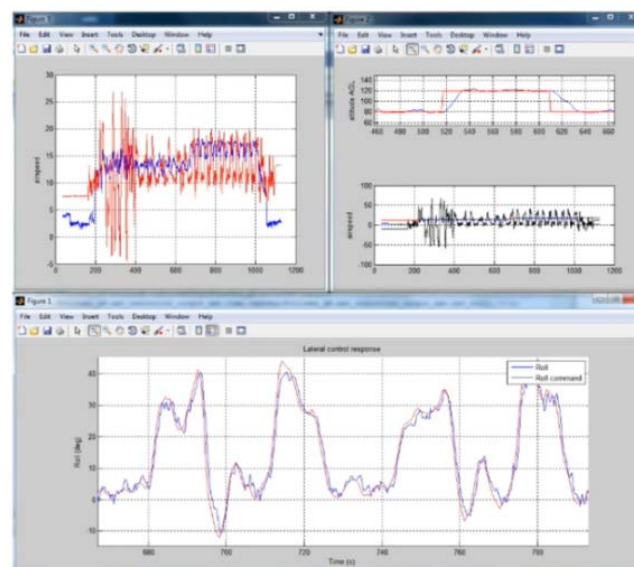 Figure 3
File Edit View Insert Tools Desktop Window Help
30
25
20
15
10
5
0
-5
0 200 400 600 800 1000 1200
airspeed
Figure 2
File Edit View Insert Tools Desktop Window Help
140
120
100
80
60
460 480 500 520 540 560 580 600 620 640 660
altitude AGL
100
50
0
-50
-100
0 200 400 600 800 1000 1200
airspeed
Figure 1
File Edit View Insert Tools Desktop Window Help
Lateral control response
Roll
Roll command
40
30
20
10
0
-10
680 700 720 740 760 780
Roll (deg)
Time (s)